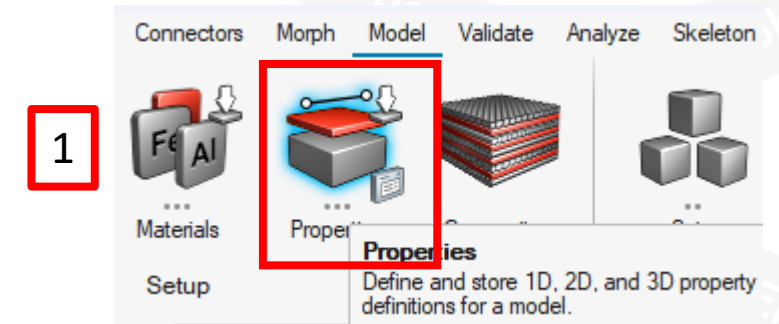 Connectors Morph Model Validate Analyze Skeleton
1
Fe Al
Materials
Setup
Properties
Define and store 1D, 2D, and 3D property
definitions for a model.